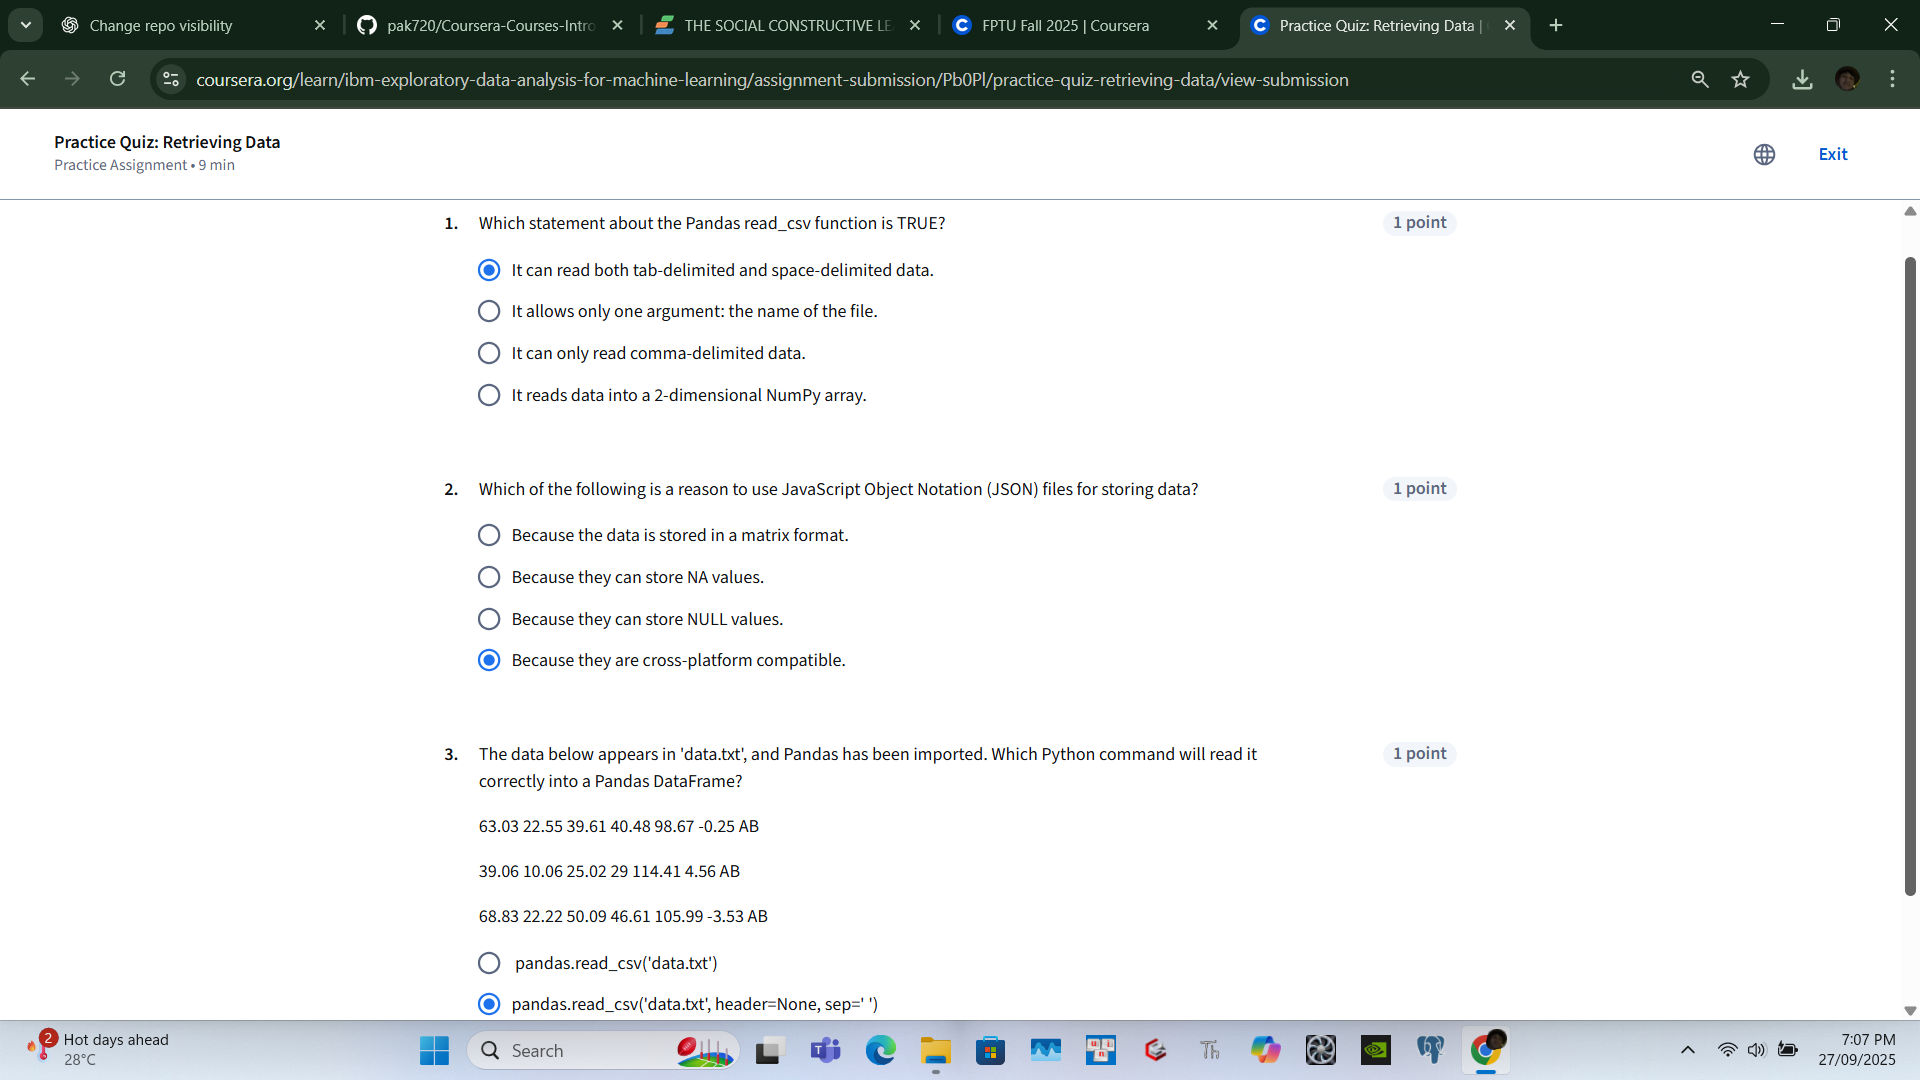 Change repo visibility
pak720/Coursera-Courses-Intro
THE SOCIAL CONSTRUCTIVE LE
FPTU Fall 2025 | Coursera
Practice Quiz: Retrieving Data |
coursera.org/learn/ibm-exploratory-data-analysis-for-machine-learning/assignment-submission/Pb0Pl/practice-quiz-retrieving-data/view-submission
Practice Quiz: Retrieving Data
Practice Assignment • 9 min
Exit
1. Which statement about the Pandas read_csv function is TRUE? 1 point
It can read both tab-delimited and space-delimited data.
It allows only one argument: the name of the file.
It can only read comma-delimited data.
It reads data into a 2-dimensional NumPy array.
2. Which of the following is a reason to use JavaScript Object Notation (JSON) files for storing data? 1 point
Because the data is stored in a matrix format.
Because they can store NA values.
Because they can store NULL values.
Because they are cross-platform compatible.
3. The data below appears in 'data.txt', and Pandas has been imported. Which Python command will read it 1 point
correctly into a Pandas DataFrame?
63.03 22.55 39.61 40.48 98.67 -0.25 AB
39.06 10.06 25.02 29 114.41 4.56 AB
68.83 22.22 50.09 46.61 105.99 -3.53 AB
pandas.read_csv('data.txt')
pandas.read_csv('data.txt', header=None, sep=' ')
2
Hot days ahead
28°C
Search
Th
7:07 PM
27/09/2025